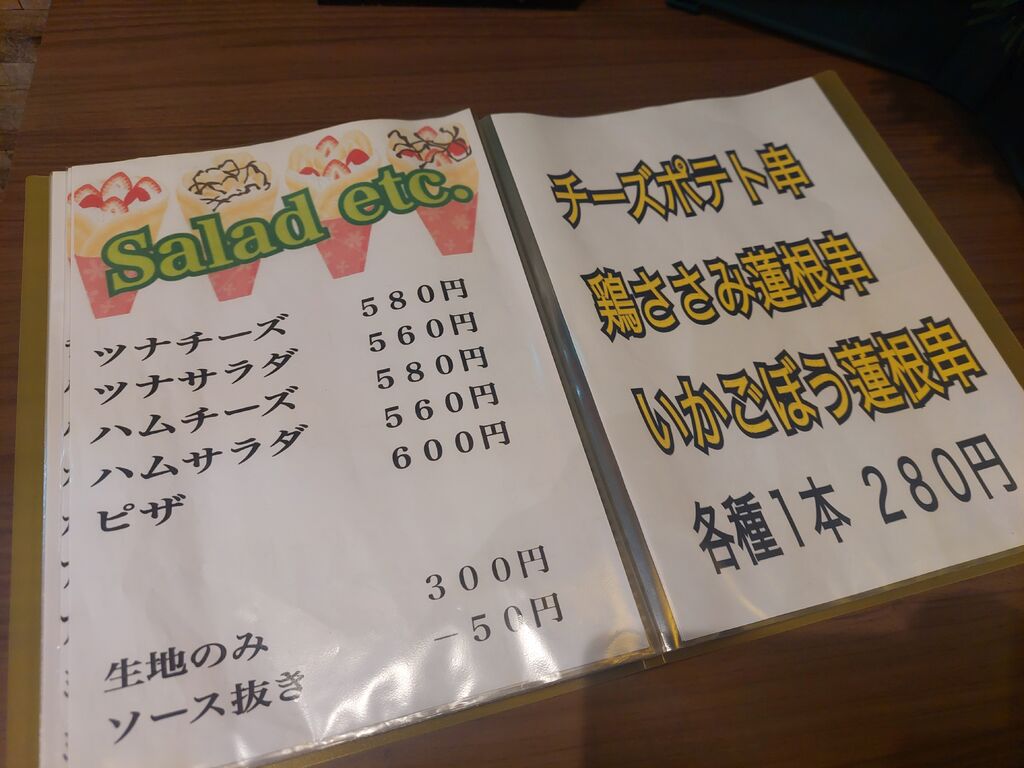 Salad etc.
ツナチーズ 580円
ツナサラダ 560円
ハムチーズ 580円
ハムサラダ 560円
ピザ 600円
生地のみ 300円
ソース抜き －50円
チーズポテト串
鶏ささみ蓮根串
いかごぼう蓮根串
各種1本 280円